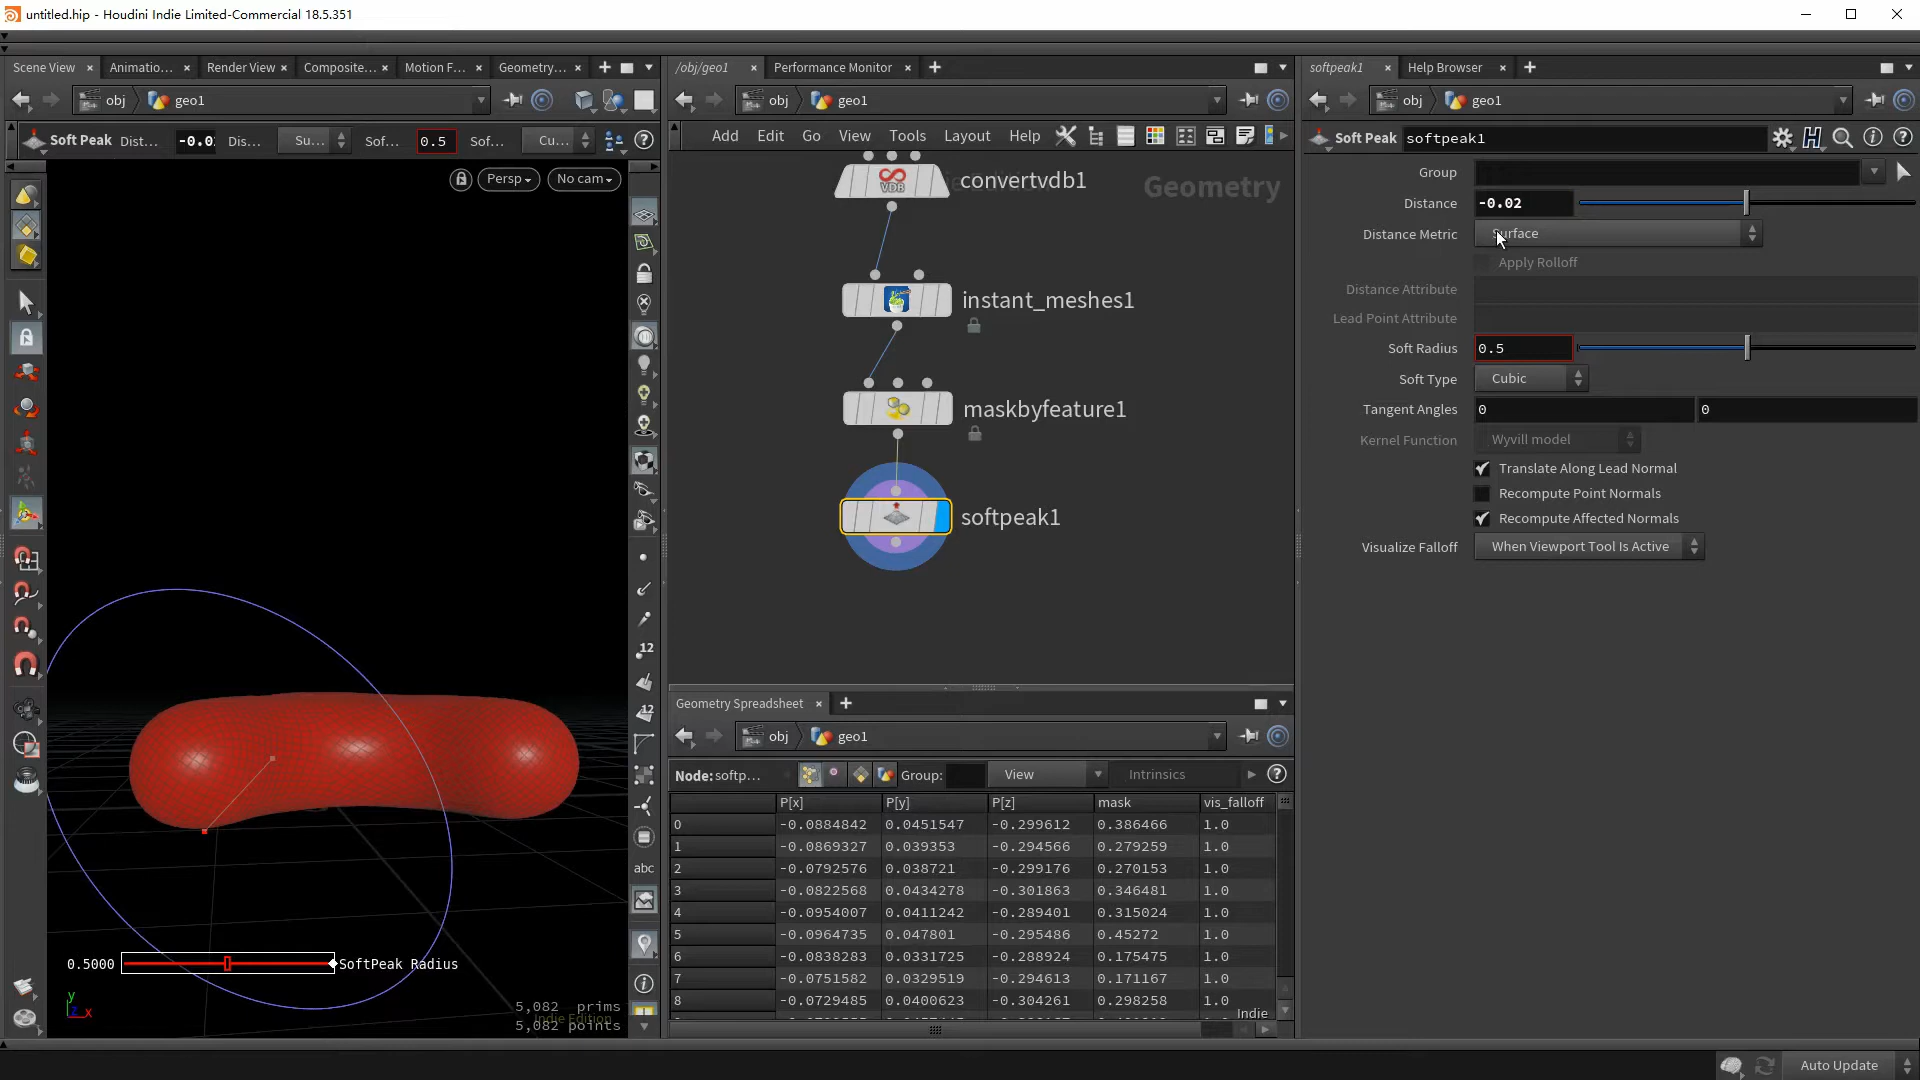 untitled.hip - Houdini Indie Limited-Commercial 18.5.351
Scene View
Animatio...
Render View
Composite...
Motion F...
Geometry...
obj
geo1
Soft Peak
Dist...
-0.0
Dis...
Su...
Sof...
0.5
Sof...
Cu...
Persp
No cam
12
12
abc
0.5000
SoftPeak Radius
5,082 prims
Indie Edition
5,082 points
y
z
x
/obj/geo1
Performance Monitor
obj
geo1
Add
Edit
Go
View
Tools
Layout
Help
Geometry
VDB
convertvdb1
instant_meshes1
maskbyfeature1
softpeak1
Geometry Spreadsheet
obj
geo1
Node: softp...
Group:
View
Intrinsics
P[x] P[y] P[z] mask vis_falloff
0 -0.0884842 0.0451547 -0.299612 0.386466 1.0
1 -0.0869327 0.039353 -0.294566 0.279259 1.0
2 -0.0792576 0.038721 -0.299176 0.270153 1.0
3 -0.0822568 0.0434278 -0.301863 0.346481 1.0
4 -0.0954007 0.0411242 -0.289401 0.315024 1.0
5 -0.0964735 0.047801 -0.295486 0.45272 1.0
6 -0.0838283 0.0331725 -0.288924 0.175475 1.0
7 -0.0751582 0.0329519 -0.294613 0.171167 1.0
8 -0.0729485 0.0400623 -0.304261 0.298258 1.0
Indie
softpeak1
Help Browser
obj
geo1
Soft Peak
softpeak1
Group
Distance
-0.02
Distance Metric
Surface
Apply Rolloff
Distance Attribute
Lead Point Attribute
Soft Radius
0.5
Soft Type
Cubic
Tangent Angles
0
0
Kernel Function
Wyvill model
Translate Along Lead Normal
Recompute Point Normals
Recompute Affected Normals
Visualize Falloff
When Viewport Tool Is Active
Auto Update